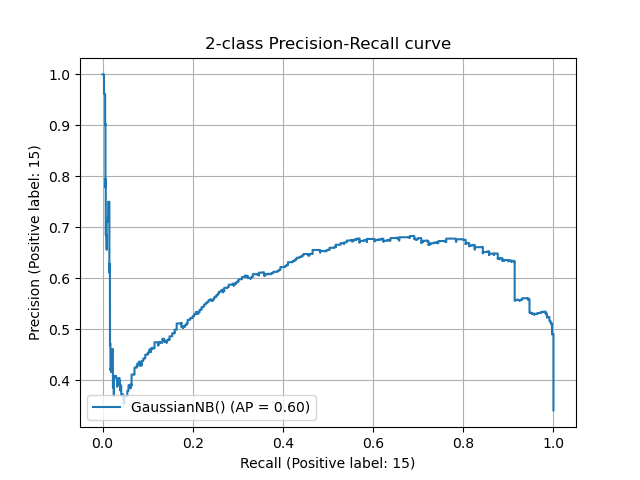 2-class Precision-Recall curve
1.0
0.9
0.8
0.7
0.6
0.5
0.4
Precision (Positive label: 15)
GaussianNB() (AP = 0.60)
0.0 0.2 0.4 0.6 0.8 1.0
Recall (Positive label: 15)